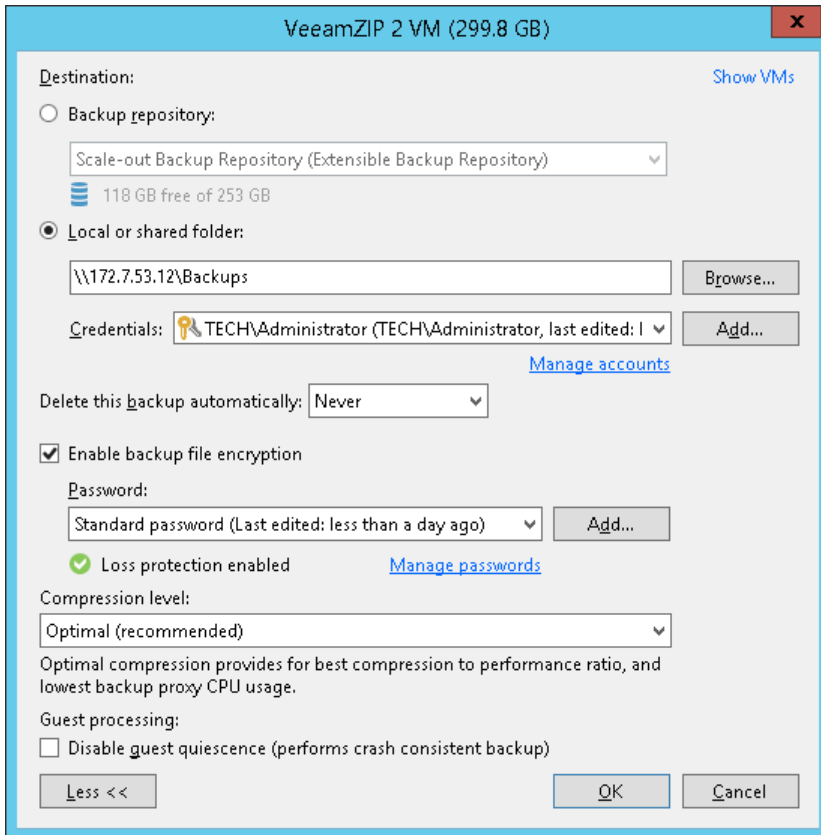 VeeamZIP 2 VM (299.8 GB)
x
Destination:
Show VMs
Backup repository:
Scale-out Backup Repository (Extensible Backup Repository)
118 GB free of 253 GB
Local or shared folder:
\\172.7.53.12\Backups
Browse...
Credentials:
TECH\Administrator (TECH\Administrator, last edited: l
Add...
Manage accounts
Delete this backup automatically:
Never
Enable backup file encryption
Password:
Standard password (Last edited: less than a day ago)
Add...
Loss protection enabled
Manage passwords
Compression level:
Optimal (recommended)
Optimal compression provides for best compression to performance ratio, and
lowest backup proxy CPU usage.
Guest processing:
Disable guest quiescence (performs crash consistent backup)
Less <<
OK
Cancel